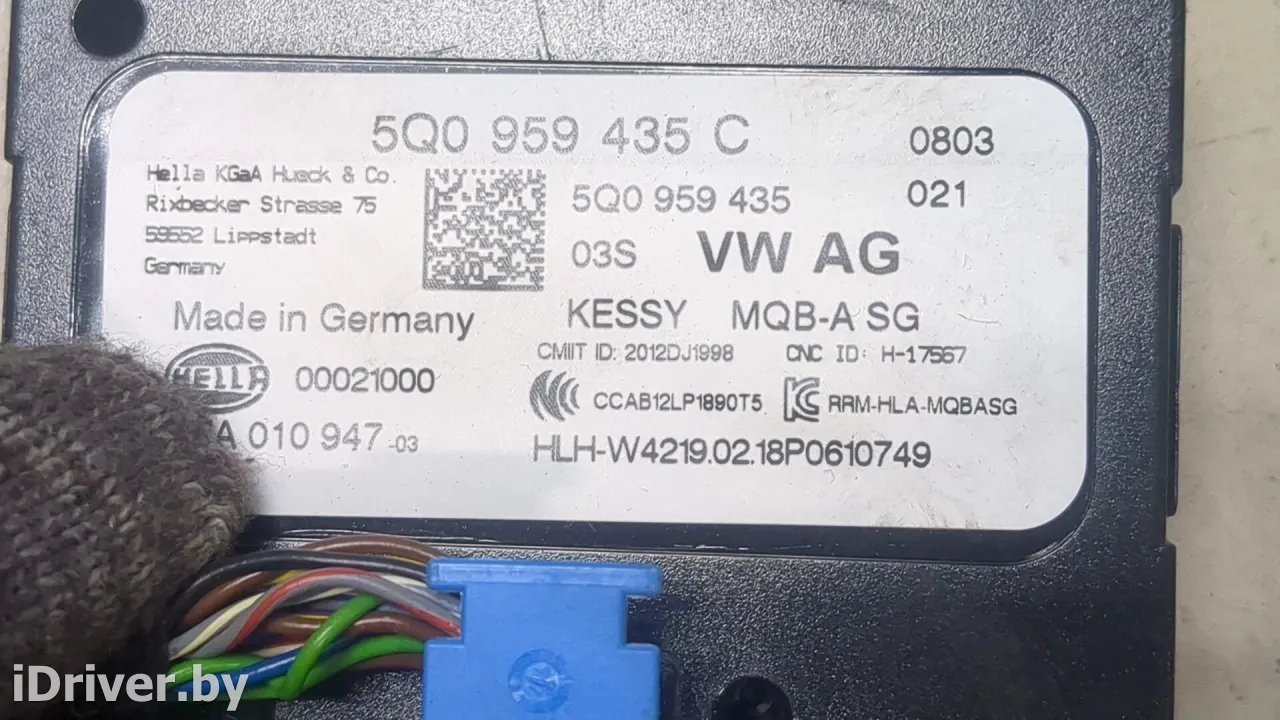 5Q0 959 435 C
0803
Hella KGaA Hueck & Co.
Rixbecker Strasse 75
59552 Lippstadt
Germany
5Q0 959 435
021
03S
VW AG
Made in Germany
KESSY MQB-A SG
CMIIT ID: 2012DJ1998
CNC ID: H-17567
HELLA
00021000
CCAB12LP1890T5
RRM-HLA-MQBASG
A 010 947 -03
HLH-W4219.02.18P0610749
iDriver.by